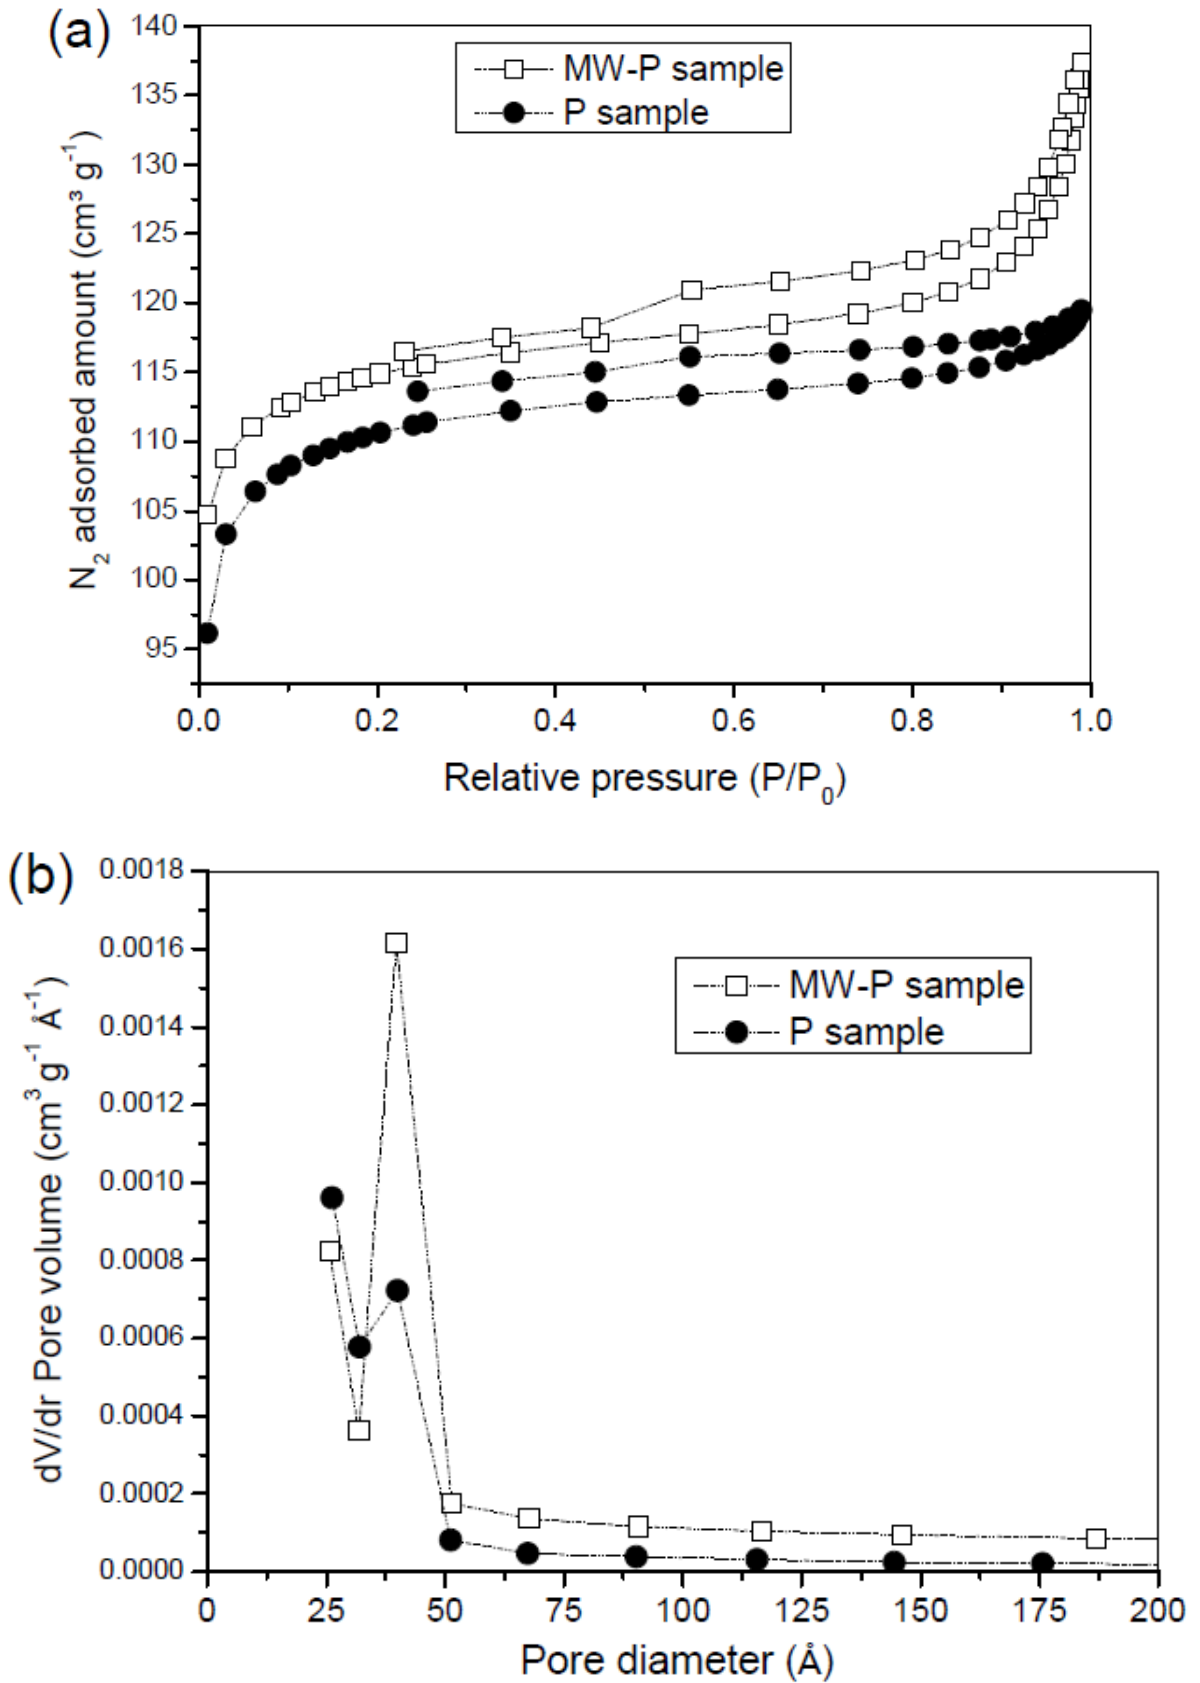 (a)
MW-P sample
P sample
N₂ adsorbed amount (cm³ g⁻¹)
140
135
130
125
120
115
110
105
100
95
0.0 0.2 0.4 0.6 0.8 1.0
Relative pressure (P/P₀)
(b)
MW-P sample
P sample
dV/dr Pore volume (cm³ g⁻¹ Å⁻¹)
0.0018
0.0016
0.0014
0.0012
0.0010
0.0008
0.0006
0.0004
0.0002
0.0000
0 25 50 75 100 125 150 175 200
Pore diameter (Å)